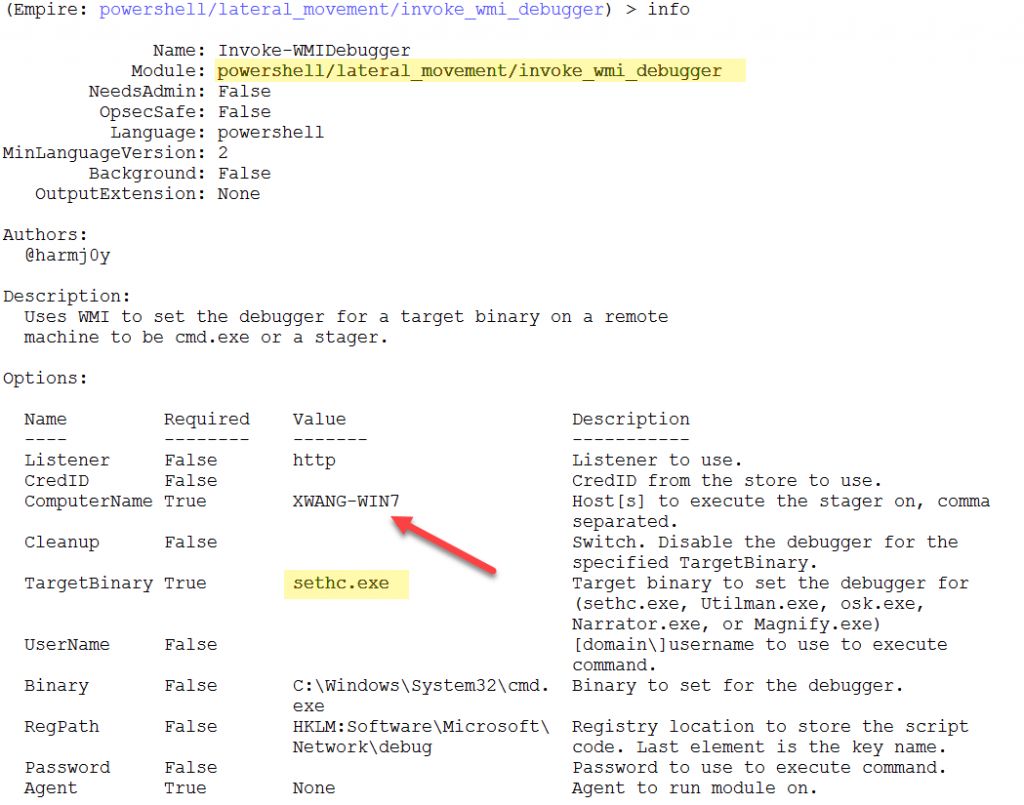 (Empire: powershell/lateral_movement/invoke_wmi_debugger) > info
Name: Invoke-WMIDebugger
Module: powershell/lateral_movement/invoke_wmi_debugger
NeedsAdmin: False
OpsecSafe: False
Language: powershell
MinLanguageVersion: 2
Background: False
OutputExtension: None
Authors:
@harmj0y
Description:
Uses WMI to set the debugger for a target binary on a remote
machine to be cmd.exe or a stager.
Options:
Name Required Value Description
---- -------- ------- -----------
Listener False http Listener to use.
CredID False CredID from the store to use.
ComputerName True XWANG-WIN7 Host[s] to execute the stager on, comma
separated.
Cleanup False Switch. Disable the debugger for the
specified TargetBinary.
TargetBinary True sethc.exe Target binary to set the debugger for
(sethc.exe, Utilman.exe, osk.exe,
Narrator.exe, or Magnify.exe)
UserName False [domain\]username to use to execute
command.
Binary False C:\Windows\System32\cmd. Binary to set for the debugger.
exe
RegPath False HKLM:Software\Microsoft\ Registry location to store the script
Network\debug code. Last element is the key name.
Password False Password to use to execute command.
Agent True None Agent to run module on.